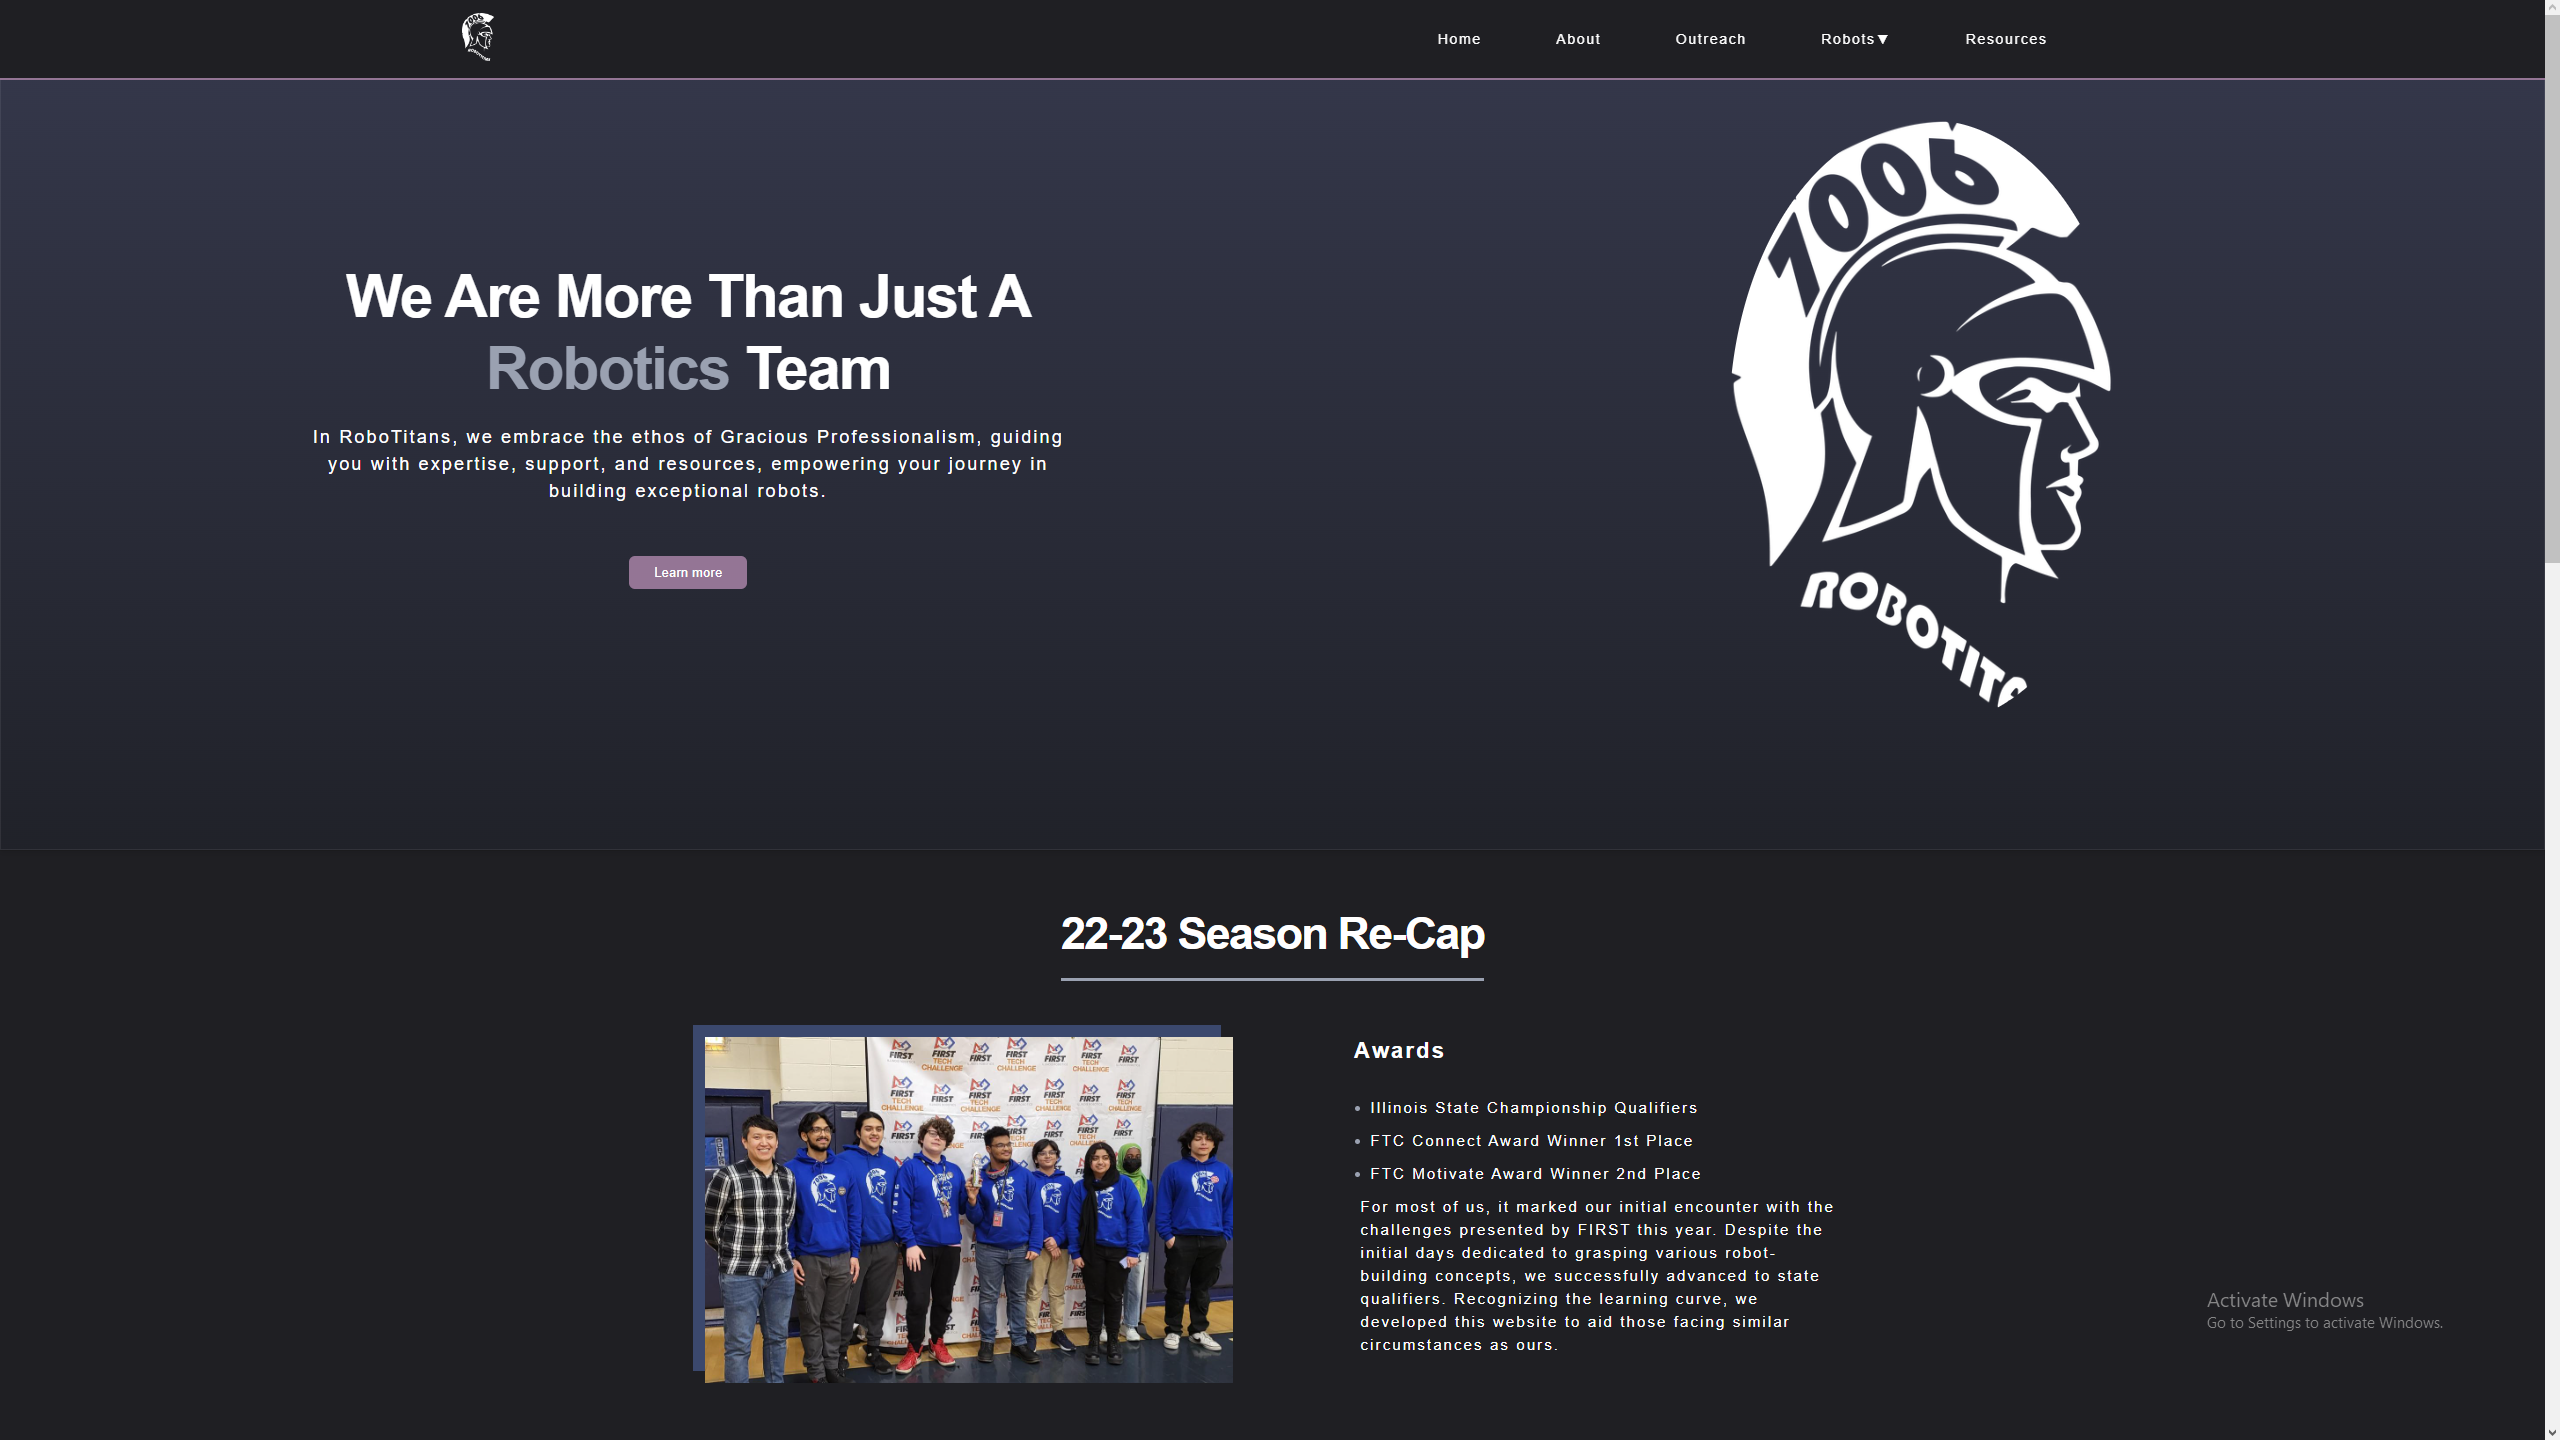 Home About Outreach Robots▼ Resources
7006
ROBOTITA
We Are More Than Just A
Robotics Team
In RoboTitans, we embrace the ethos of Gracious Professionalism, guiding
you with expertise, support, and resources, empowering your journey in
building exceptional robots.
Learn more
22-23 Season Re-Cap
FIRST
FIRST
TECH
CHALLENGE
Awards
• Illinois State Championship Qualifiers
• FTC Connect Award Winner 1st Place
• FTC Motivate Award Winner 2nd Place
For most of us, it marked our initial encounter with the
challenges presented by FIRST this year. Despite the
initial days dedicated to grasping various robot-
building concepts, we successfully advanced to state
qualifiers. Recognizing the learning curve, we
developed this website to aid those facing similar
circumstances as ours.
Activate Windows
Go to Settings to activate Windows.